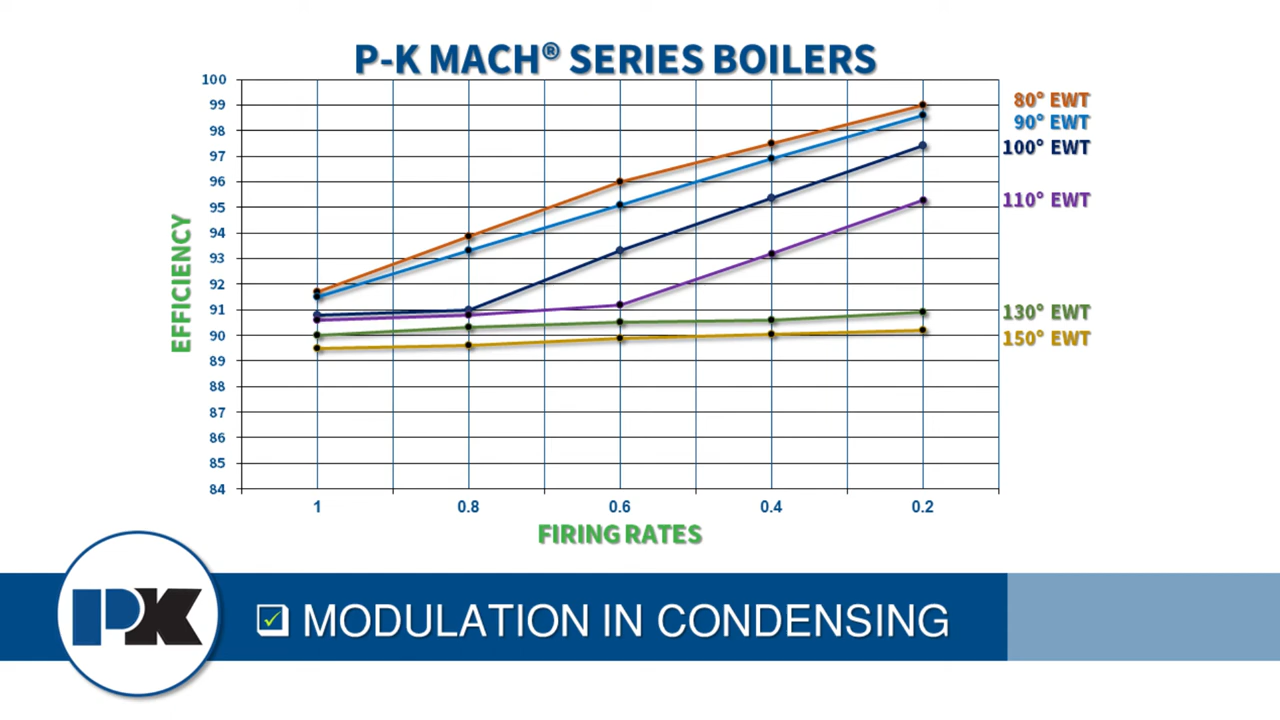 P-K MACH® SERIES BOILERS
100
99
98
97
96
95
94
93
92
91
90
89
88
87
86
85
84
EFFICIENCY
80° EWT
90° EWT
100° EWT
110° EWT
130° EWT
150° EWT
1 0.8 0.6 0.4 0.2
FIRING RATES
PK
MODULATION IN CONDENSING